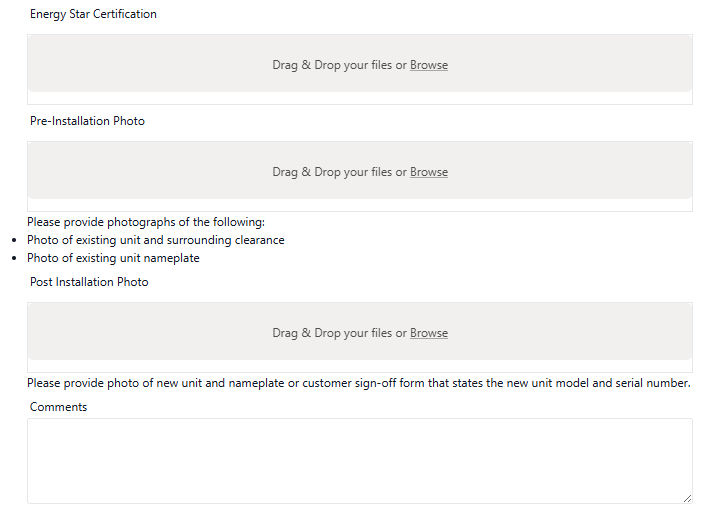 Energy Star Certification
Drag & Drop your files or Browse
Pre-Installation Photo
Drag & Drop your files or Browse
Please provide photographs of the following:
Photo of existing unit and surrounding clearance
Photo of existing unit nameplate
Post Installation Photo
Drag & Drop your files or Browse
Please provide photo of new unit and nameplate or customer sign-off form that states the new unit model and serial number.
Comments